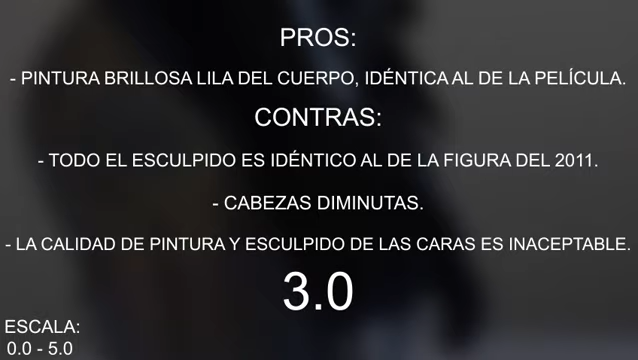 PROS:
- PINTURA BRILLOSA LILA DEL CUERPO, IDÉNTICA AL DE LA PELÍCULA.
CONTRAS:
- TODO EL ESCULPIDO ES IDÉNTICO AL DE LA FIGURA DEL 2011.
- CABEZAS DIMINUTAS.
- LA CALIDAD DE PINTURA Y ESCULPIDO DE LAS CARAS ES INACEPTABLE.
3.0
ESCALA:
0.0 - 5.0